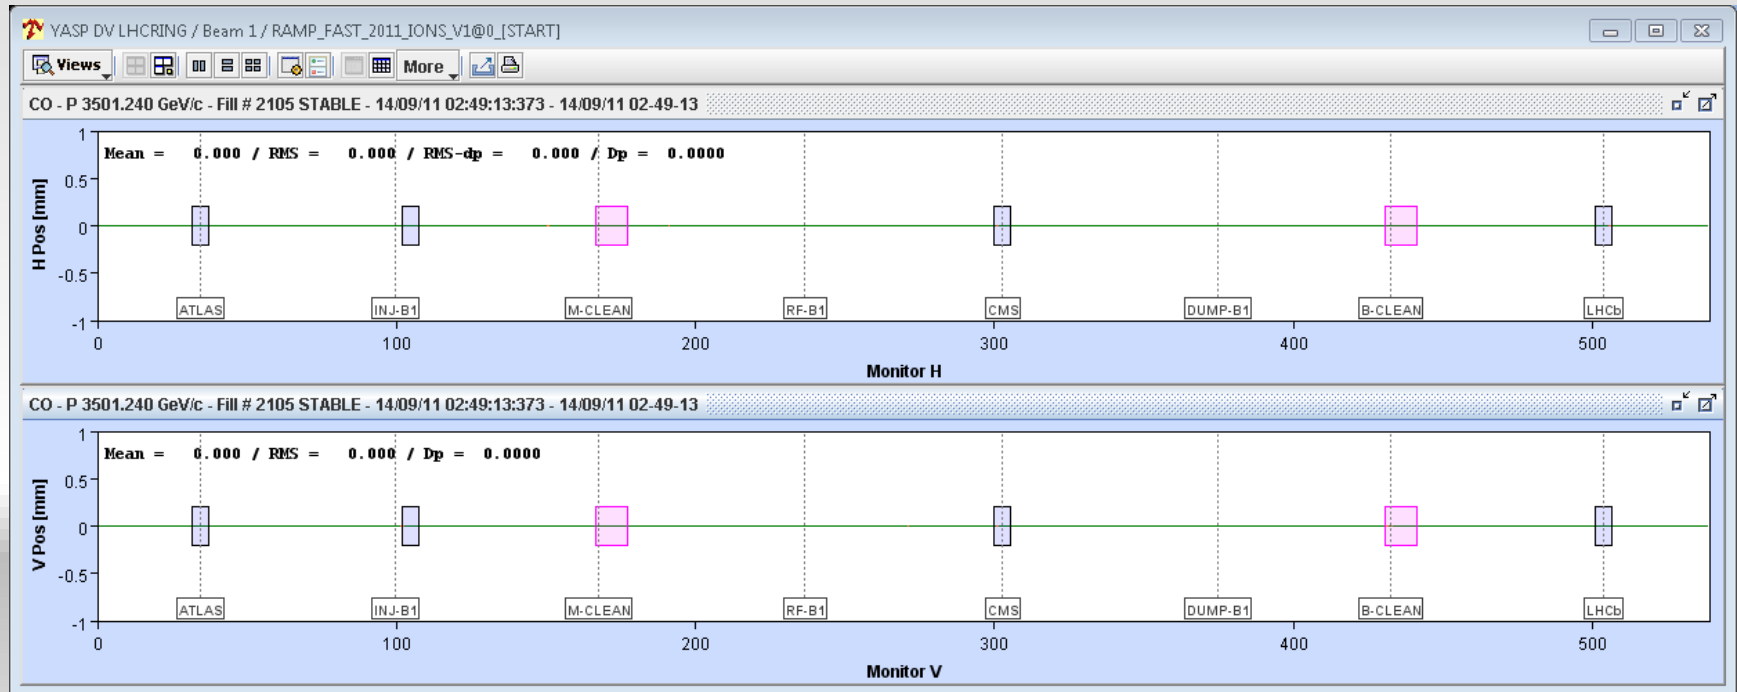 YASP DV LHCRING / Beam 1 / RAMP_FAST_2011_IONS_V1@0_[START]
Views More
CO - P 3501.240 GeV/c - Fill # 2105 STABLE - 14/09/11 02:49:13:373 - 14/09/11 02-49-13
Mean = 0.000 / RMS = 0.000 / RMS-dp = 0.000 / Dp = 0.0000
H Pos [mm]
1
0.5
0
-0.5
-1
ATLAS INJ-B1 M-CLEAN RF-B1 CMS DUMP-B1 B-CLEAN LHCb
0 100 200 300 400 500
Monitor H
CO - P 3501.240 GeV/c - Fill # 2105 STABLE - 14/09/11 02:49:13:373 - 14/09/11 02-49-13
Mean = 0.000 / RMS = 0.000 / Dp = 0.0000
V Pos [mm]
1
0.5
0
-0.5
-1
ATLAS INJ-B1 M-CLEAN RF-B1 CMS DUMP-B1 B-CLEAN LHCb
0 100 200 300 400 500
Monitor V